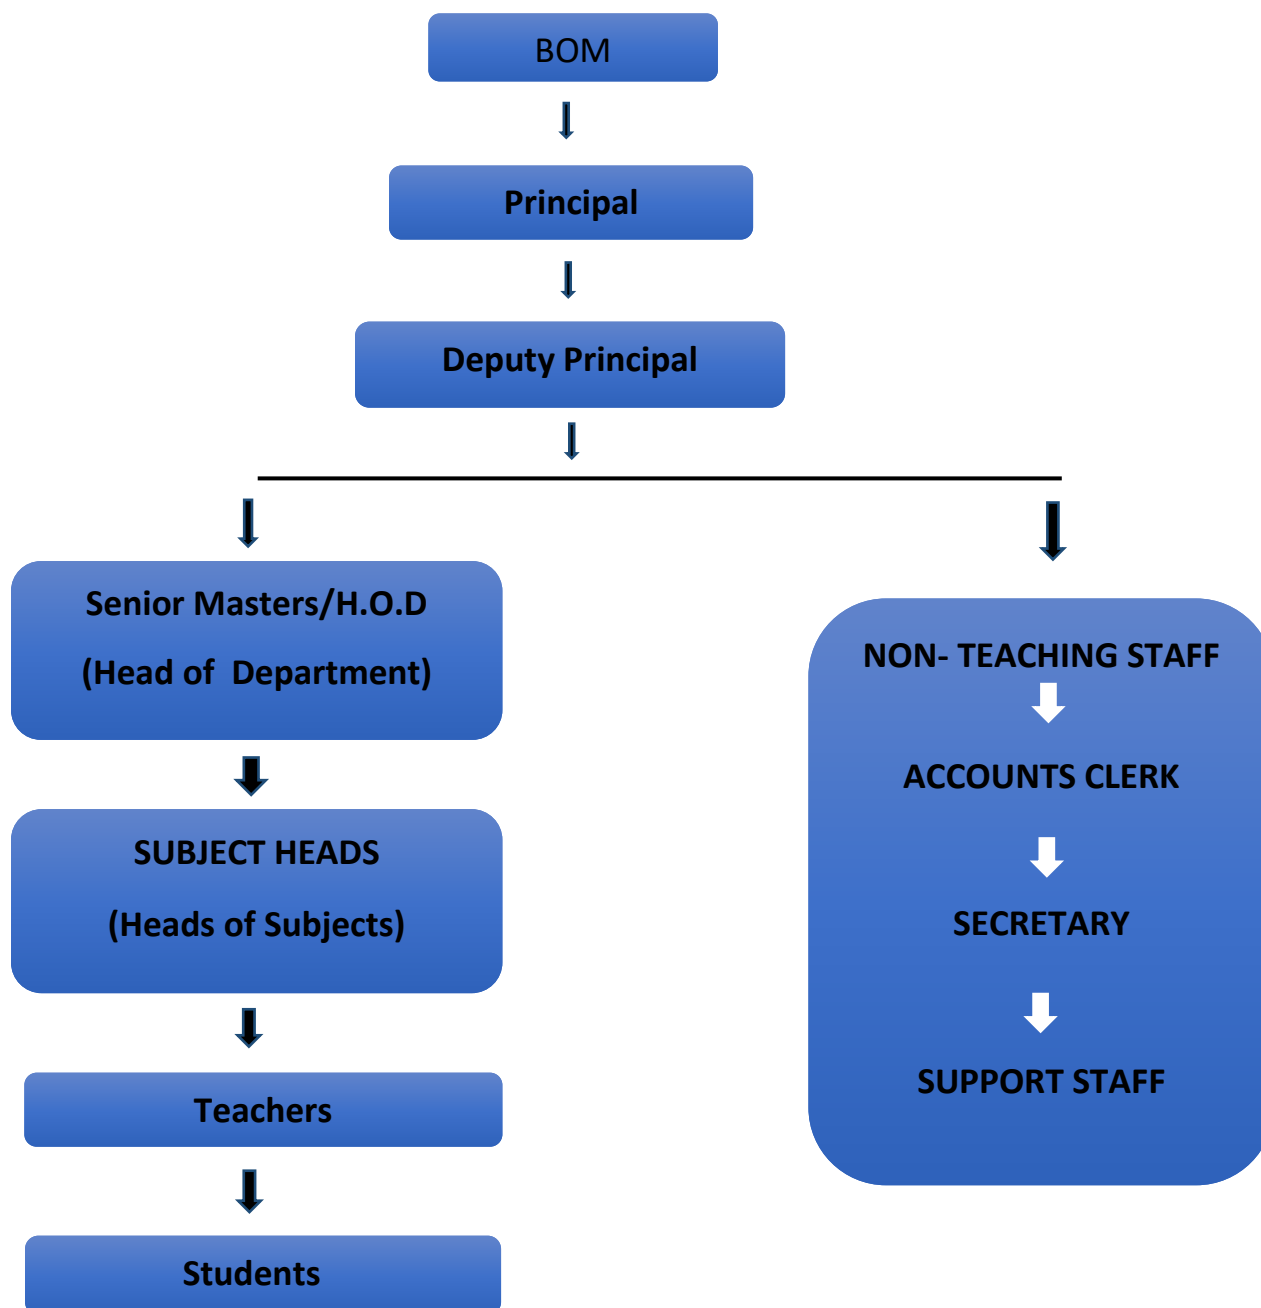 BOM
Principal
Deputy Principal
Senior Masters/H.O.D
(Head of  Department)
SUBJECT HEADS
(Heads of Subjects)
Teachers
Students
NON- TEACHING STAFF
ACCOUNTS CLERK
SECRETARY
SUPPORT STAFF